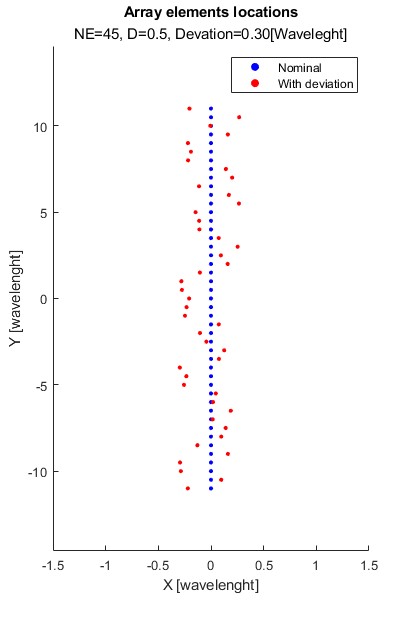 Array elements locations
NE=45, D=0.5, Devation=0.30[Waveleght]
Nominal
With deviation
10
5
0
-5
-10
Y [wavelenght]
-1.5
-1
-0.5
0
0.5
1
1.5
X [wavelenght]